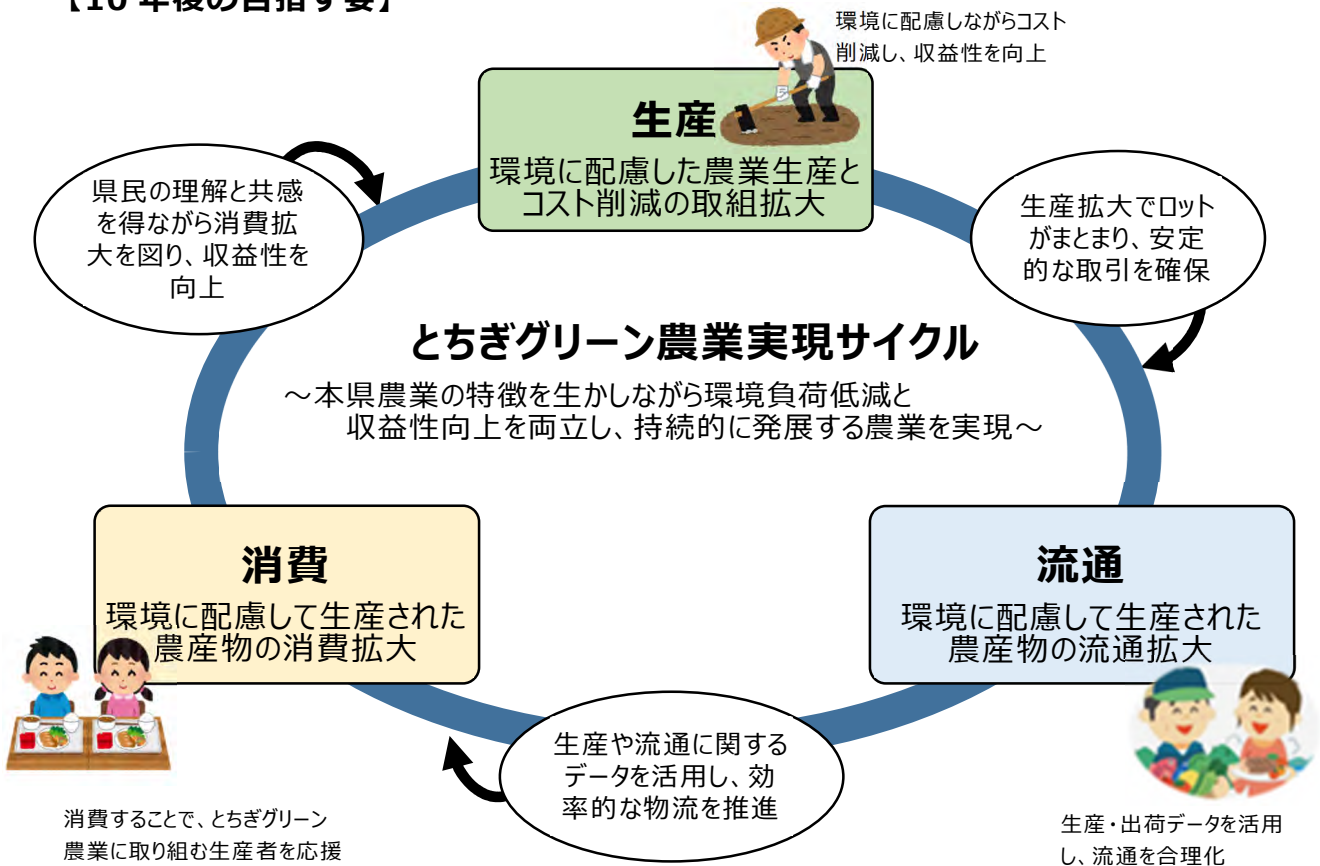 【10年後の目指す姿】
環境に配慮しながらコスト
削減し、収益性を向上
生産
環境に配慮した農業生産と
コスト削減の取組拡大
県民の理解と共感
を得ながら消費拡
大を図り、収益性を
向上
生産拡大でロット
がまとまり、安定
的な取引を確保
とちぎグリーン農業実現サイクル
～本県農業の特徴を生かしながら環境負荷低減と
収益性向上を両立し、持続的に発展する農業を実現～
消費
環境に配慮して生産された
農産物の消費拡大
流通
環境に配慮して生産された
農産物の流通拡大
生産や流通に関する
データを活用し、効
率的な物流を推進
消費することで、とちぎグリーン
農業に取り組む生産者を応援
生産・出荷データを活用
し、流通を合理化